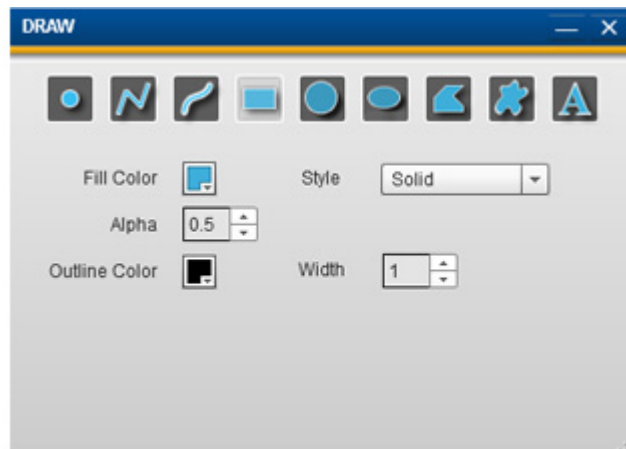 DRAW
A
Fill Color Style Solid
Alpha 0.5
Outline Color Width 1